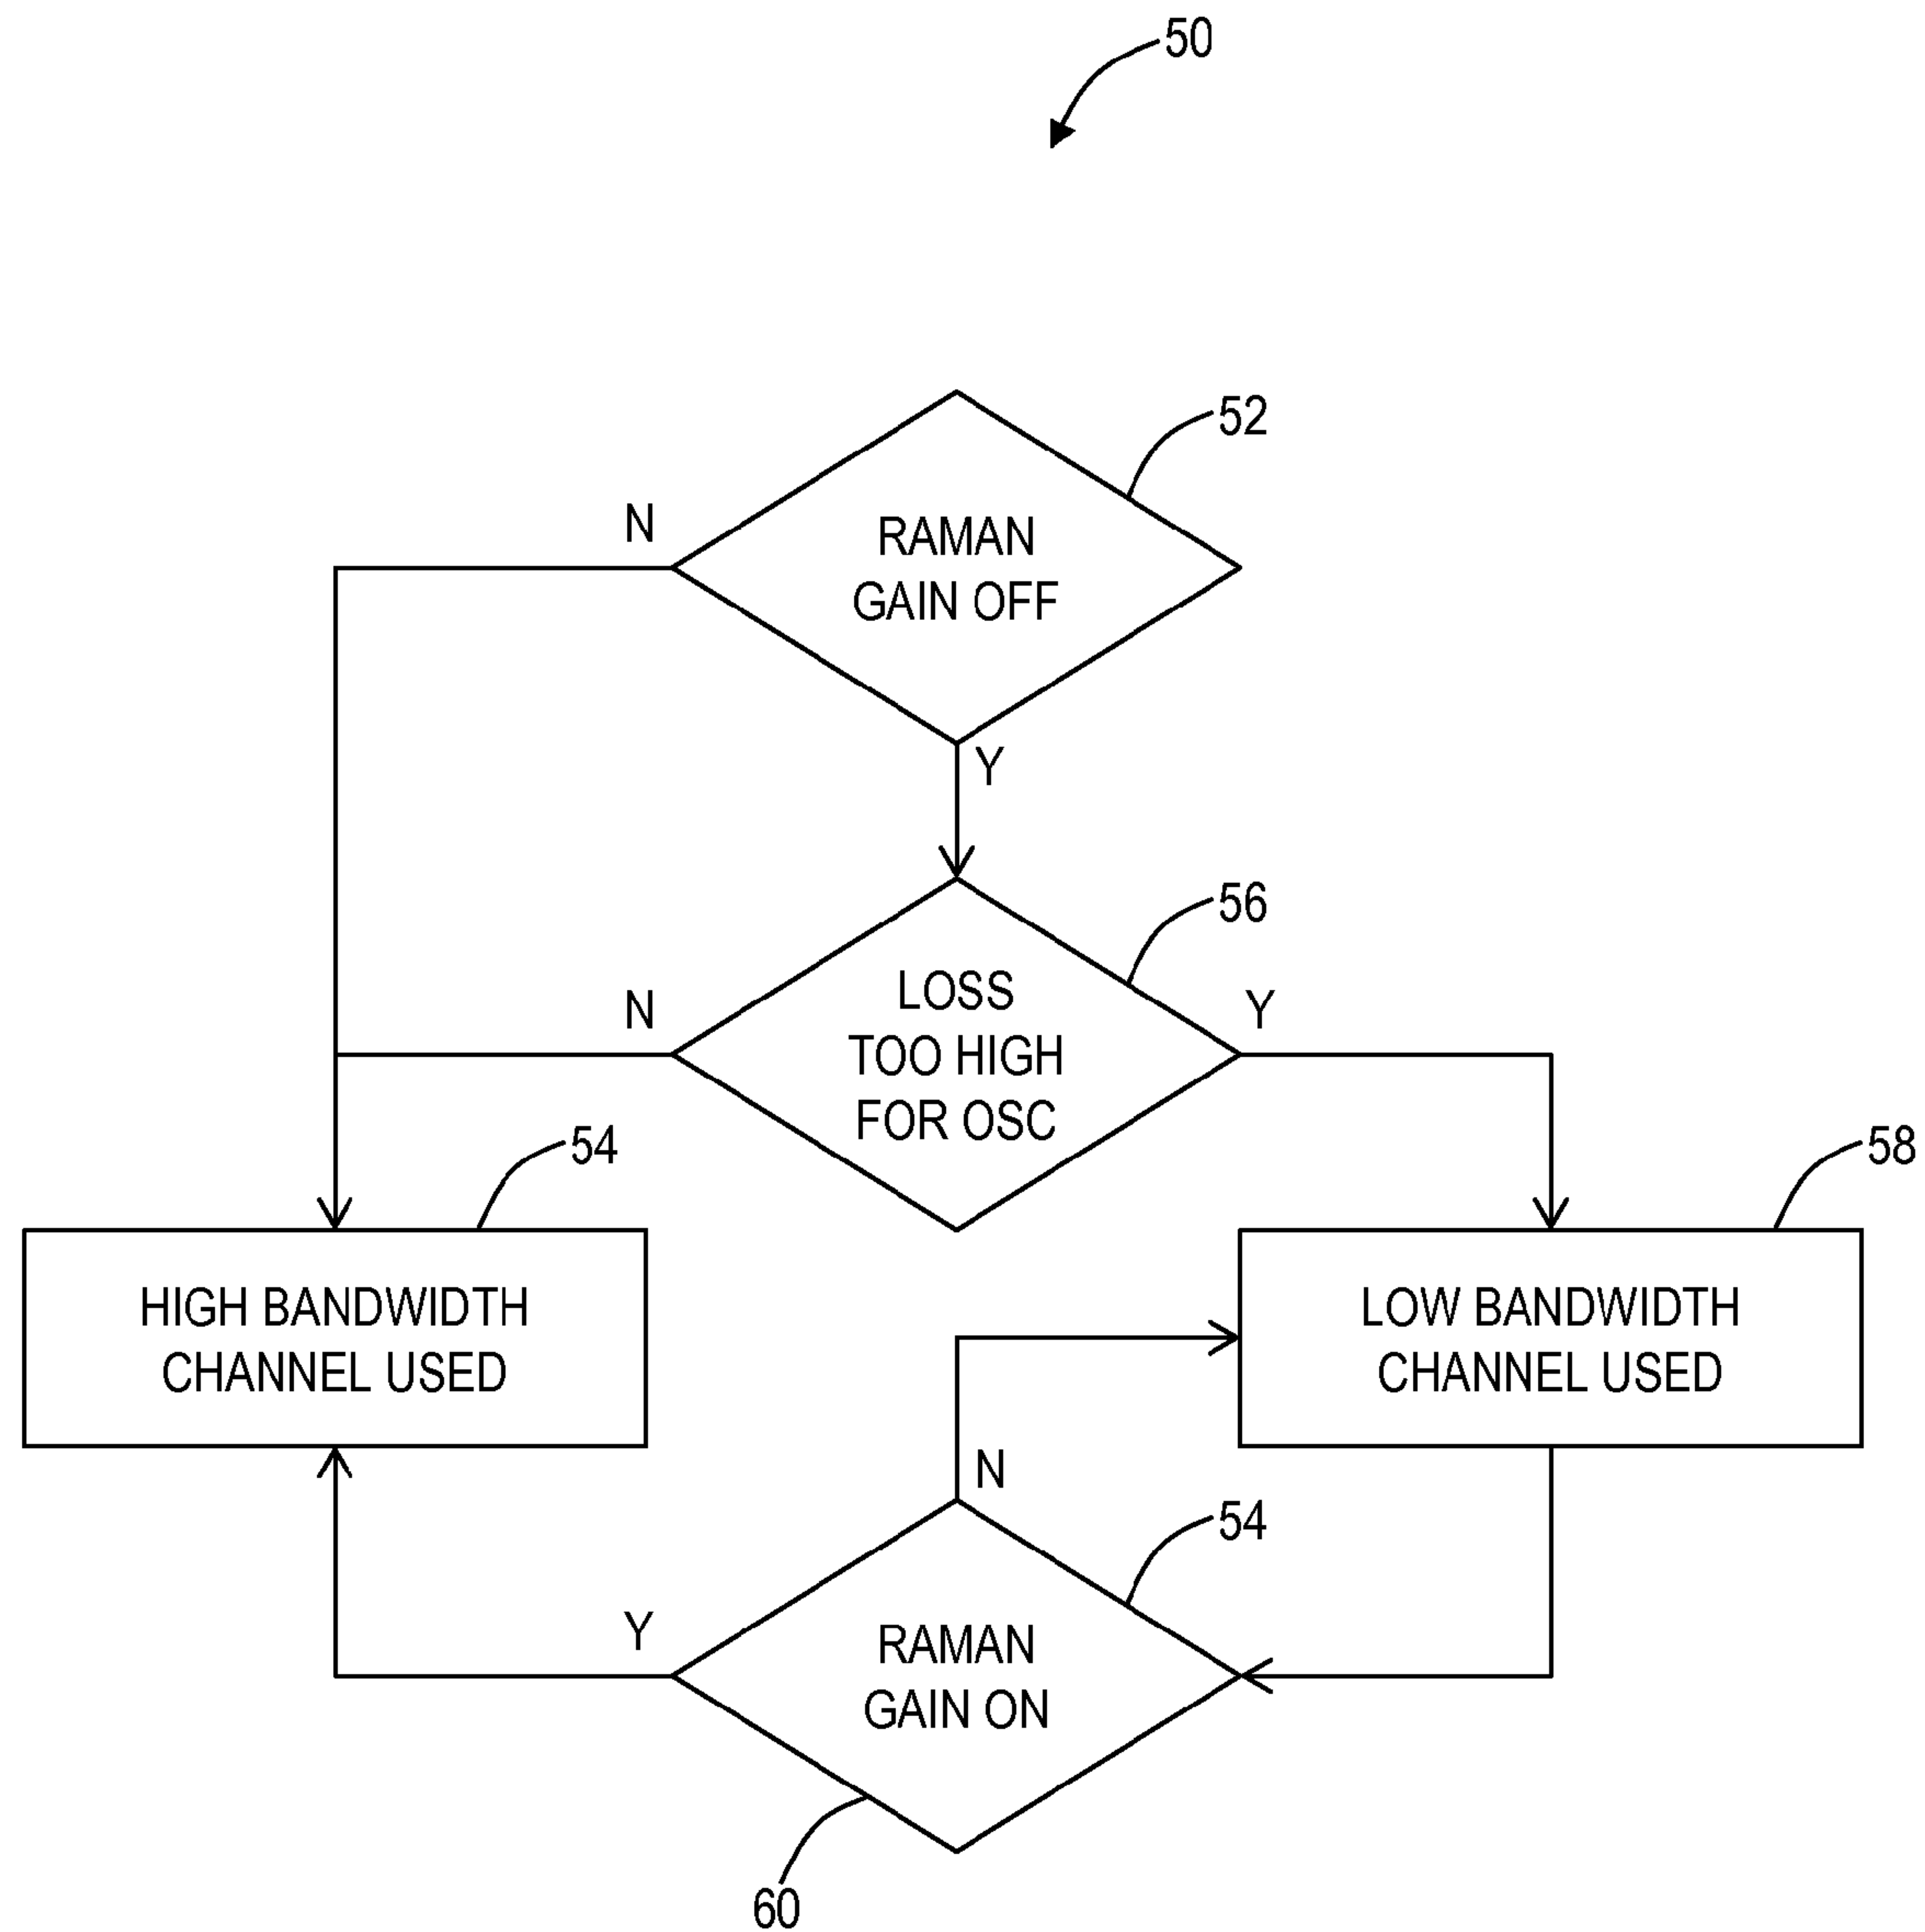 50
52
N
RAMAN
GAIN OFF
Y
56
N
LOSS
TOO HIGH
FOR OSC
Y
54
58
HIGH BANDWIDTH
CHANNEL USED
LOW BANDWIDTH
CHANNEL USED
N
54
Y
RAMAN
GAIN ON
60